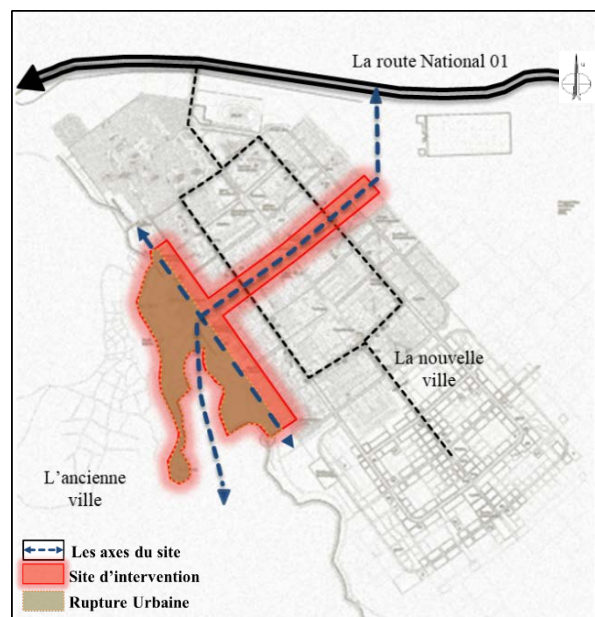 La route National 01
La nouvelle
ville
L'ancienne
ville
Les axes du site
Site d'intervention
Rupture Urbaine